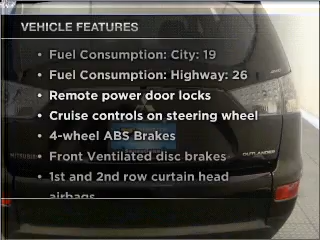 VEHICLE FEATURES
• Fuel Consumption: City: 19
• Fuel Consumption: Highway: 26
• Remote power door locks
• Cruise controls on steering wheel
• 4-wheel ABS Brakes
• Front Ventilated disc brakes
• 1st and 2nd row curtain head
airbags
OUTLANDER